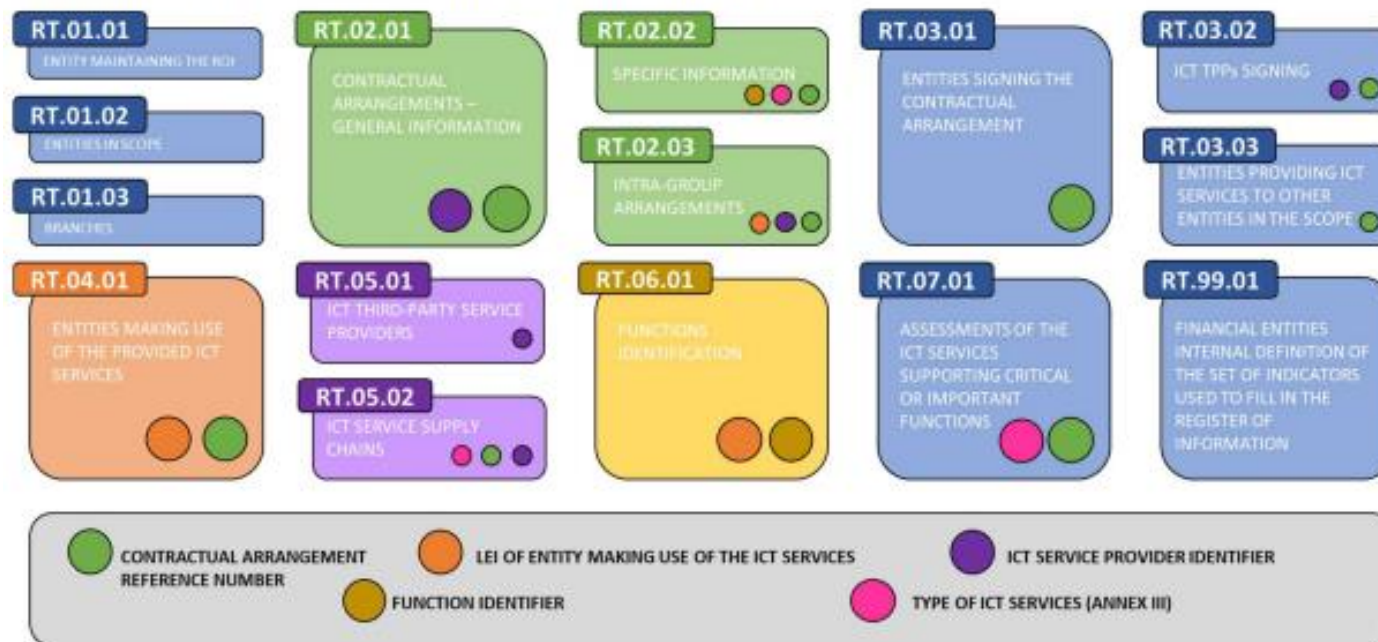 RT.01.01
ENTITY MAINTAINING THE ROI
RT.01.02
ENTITIES IN SCOPE
RT.01.03
BRANCHES
RT.02.01
CONTRACTUAL
ARRANGEMENTS –
GENERAL INFORMATION
RT.02.02
SPECIFIC INFORMATION
RT.02.03
INTRA-GROUP
ARRANGEMENTS
RT.03.01
ENTITIES SIGNING THE
CONTRACTUAL
ARRANGEMENT
RT.03.02
ICT TPPs SIGNING
RT.03.03
ENTITIES PROVIDING ICT
SERVICES TO OTHER
ENTITIES IN THE SCOPE
RT.04.01
ENTITIES MAKING USE
OF THE PROVIDED ICT
SERVICES
RT.05.01
ICT THIRD-PARTY SERVICE
PROVIDERS
RT.05.02
ICT SERVICE SUPPLY
CHAINS
RT.06.01
FUNCTIONS
IDENTIFICATION
RT.07.01
ASSESSMENTS OF THE
ICT SERVICES
SUPPORTING CRITICAL
OR IMPORTANT
FUNCTIONS
RT.99.01
FINANCIAL ENTITIES
INTERNAL DEFINITION OF
THE SET OF INDICATORS
USED TO FILL IN THE
REGISTER OF
INFORMATION
CONTRACTUAL ARRANGEMENT
REFERENCE NUMBER
LEI OF ENTITY MAKING USE OF THE ICT SERVICES
ICT SERVICE PROVIDER IDENTIFIER
FUNCTION IDENTIFIER
TYPE OF ICT SERVICES (ANNEX III)